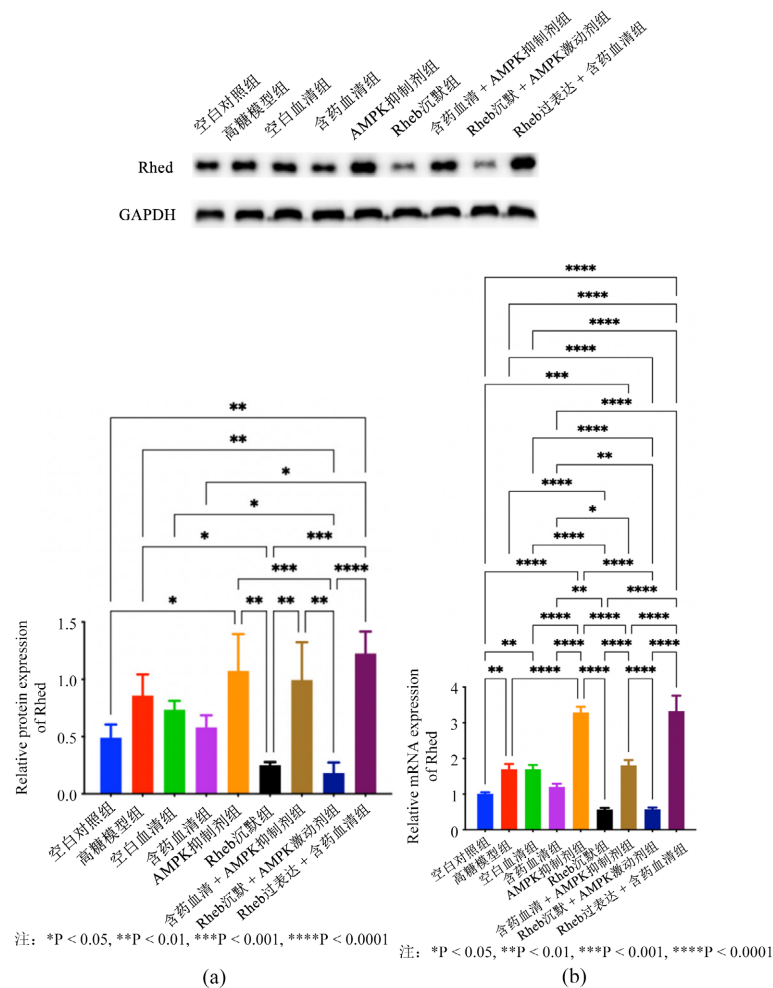 空白对照组
高糖模型组
空白血清组
含药血清组
AMPK抑制剂组
Rheb沉默组
含药血清 + AMPK抑制剂组
Rheb沉默 + AMPK激动剂组
Rheb过表达 + 含药血清组
Rhed
GAPDH
**
**
*
*
* ***
*** ****
* ** ** **
Relative protein expression
of Rhed
1.5
1.0
0.5
0.0
空白对照组
高糖模型组
空白血清组
含药血清组
AMPK抑制剂组
Rheb沉默组
含药血清 + AMPK抑制剂组
Rheb沉默 + AMPK激动剂组
Rheb过表达 + 含药血清组
注：*P < 0.05, **P < 0.01, ***P < 0.001, ****P < 0.0001
(a)
****
****
****
****
***
****
****
**
****
*
****
**** ****
** ****
**** **** ****
** **** **** ****
** **** **** ****
Relative mRNA expression
of Rhed
4
3
2
1
0
空白对照组
高糖模型组
空白血清组
含药血清组
AMPK抑制剂组
Rheb沉默组
含药血清 + AMPK抑制剂组
Rheb沉默 + AMPK激动剂组
Rheb过表达 + 含药血清组
注：*P < 0.05, **P < 0.01, ***P < 0.001, ****P < 0.0001
(b)